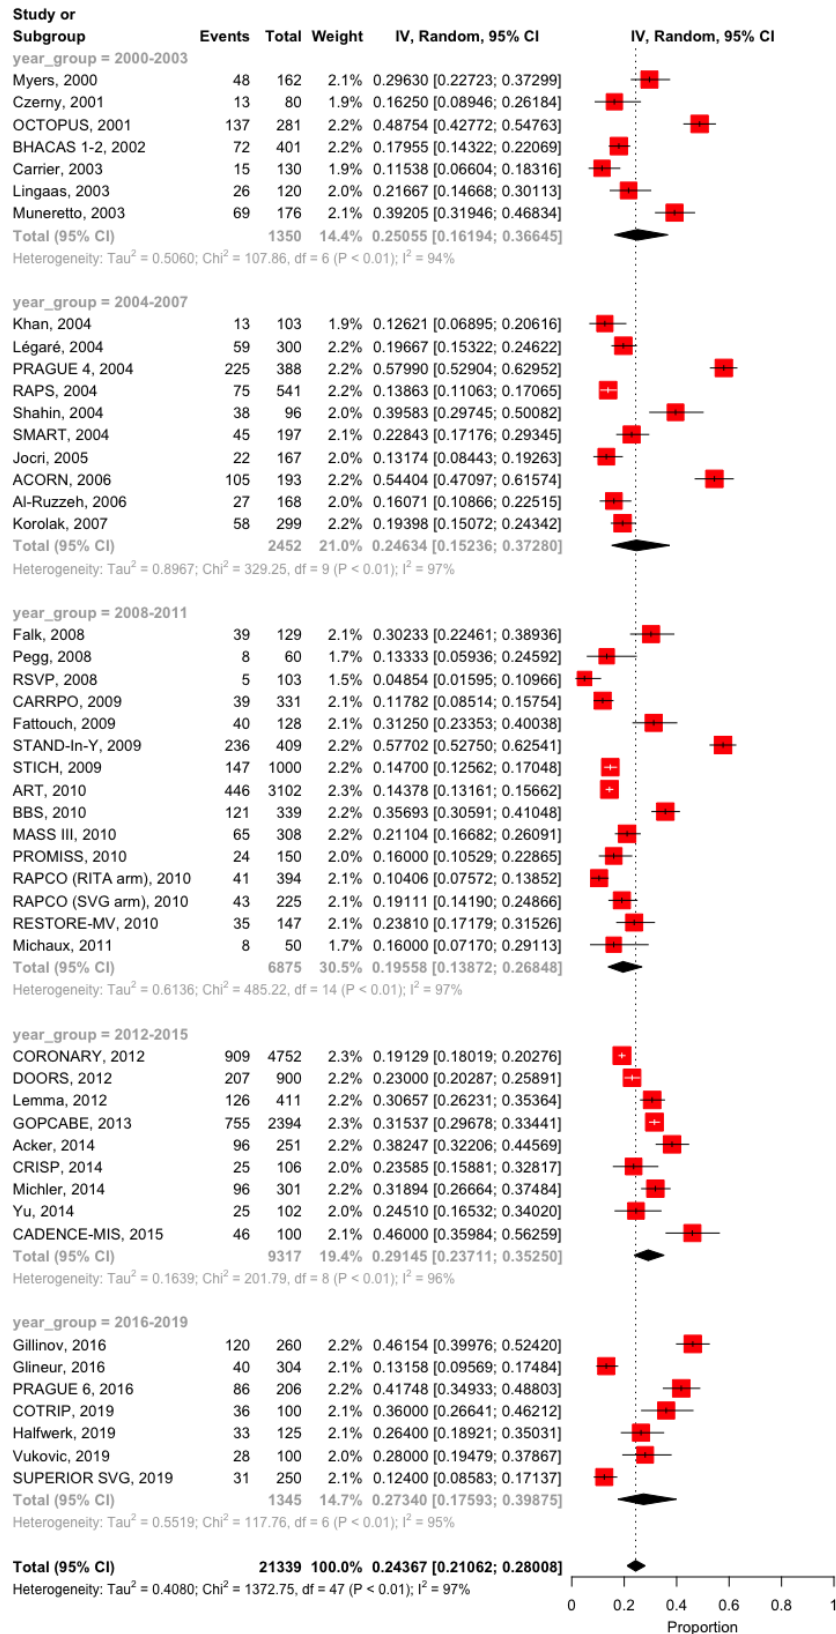 Study or
Subgroup Events Total Weight IV, Random, 95% CI IV, Random, 95% CI
year_group = 2000-2003
Myers, 2000 48 162 2.1% 0.29630 [0.22723; 0.37299]
Czerny, 2001 13 80 1.9% 0.16250 [0.08946; 0.26184]
OCTOPUS, 2001 137 281 2.2% 0.48754 [0.42772; 0.54763]
BHACAS 1-2, 2002 72 401 2.2% 0.17955 [0.14322; 0.22069]
Carrier, 2003 15 130 1.9% 0.11538 [0.06604; 0.18316]
Lingaas, 2003 26 120 2.0% 0.21667 [0.14668; 0.30113]
Muneretto, 2003 69 176 2.1% 0.39205 [0.31946; 0.46834]
Total (95% CI) 1350 14.4% 0.25055 [0.16194; 0.36645]
Heterogeneity: Tau² = 0.5060; Chi² = 107.86, df = 6 (P < 0.01); I² = 94%
year_group = 2004-2007
Khan, 2004 13 103 1.9% 0.12621 [0.06895; 0.20616]
Légaré, 2004 59 300 2.2% 0.19667 [0.15322; 0.24622]
PRAGUE 4, 2004 225 388 2.2% 0.57990 [0.52904; 0.62952]
RAPS, 2004 75 541 2.2% 0.13863 [0.11063; 0.17065]
Shahin, 2004 38 96 2.0% 0.39583 [0.29745; 0.50082]
SMART, 2004 45 197 2.1% 0.22843 [0.17176; 0.29345]
Jocri, 2005 22 167 2.0% 0.13174 [0.08443; 0.19263]
ACORN, 2006 105 193 2.2% 0.54404 [0.47097; 0.61574]
Al-Ruzzeh, 2006 27 168 2.0% 0.16071 [0.10866; 0.22515]
Korolak, 2007 58 299 2.2% 0.19398 [0.15072; 0.24342]
Total (95% CI) 2452 21.0% 0.24634 [0.15236; 0.37280]
Heterogeneity: Tau² = 0.8967; Chi² = 329.25, df = 9 (P < 0.01); I² = 97%
year_group = 2008-2011
Falk, 2008 39 129 2.1% 0.30233 [0.22461; 0.38936]
Pegg, 2008 8 60 1.7% 0.13333 [0.05936; 0.24592]
RSVP, 2008 5 103 1.5% 0.04854 [0.01595; 0.10966]
CARRPO, 2009 39 331 2.1% 0.11782 [0.08514; 0.15754]
Fattouch, 2009 40 128 2.1% 0.31250 [0.23353; 0.40038]
STAND-In-Y, 2009 236 409 2.2% 0.57702 [0.52750; 0.62541]
STICH, 2009 147 1000 2.2% 0.14700 [0.12562; 0.17048]
ART, 2010 446 3102 2.2% 0.14378 [0.13161; 0.15662]
BBS, 2010 121 339 2.2% 0.35693 [0.30591; 0.41048]
MASS III, 2010 65 308 2.2% 0.21104 [0.16682; 0.26091]
PROMISS, 2010 24 150 2.0% 0.16000 [0.10529; 0.22865]
RAPCO (RITA arm), 2010 41 394 2.1% 0.10406 [0.07572; 0.13852]
RAPCO (SVG arm), 2010 43 225 2.1% 0.19111 [0.14190; 0.24866]
RESTORE-MV, 2010 35 147 2.1% 0.23810 [0.17179; 0.31526]
Michaux, 2011 8 50 1.7% 0.16000 [0.07170; 0.29113]
Total (95% CI) 6875 30.5% 0.19558 [0.13872; 0.26848]
Heterogeneity: Tau² = 0.6136; Chi² = 485.22, df = 14 (P < 0.01); I² = 97%
year_group = 2012-2015
CORONARY, 2012 909 4752 2.3% 0.19129 [0.18019; 0.20276]
DOORS, 2012 207 900 2.2% 0.23000 [0.20287; 0.25891]
Lemma, 2012 126 411 2.2% 0.30657 [0.26231; 0.35364]
GOPCABE, 2013 755 2394 2.2% 0.31537 [0.29678; 0.33441]
Acker, 2014 96 251 2.2% 0.38247 [0.32206; 0.44569]
CRISP, 2014 25 106 2.0% 0.23585 [0.15881; 0.32817]
Michler, 2014 96 301 2.2% 0.31894 [0.26664; 0.37484]
Yu, 2014 25 102 2.0% 0.24510 [0.16532; 0.34020]
CADENCE-MIS, 2015 46 100 2.1% 0.46000 [0.35984; 0.56259]
Total (95% CI) 9317 19.4% 0.29145 [0.23711; 0.35250]
Heterogeneity: Tau² = 0.1639; Chi² = 201.79, df = 8 (P < 0.01); I² = 96%
year_group = 2016-2019
Gillinov, 2016 120 260 2.2% 0.46154 [0.39976; 0.52420]
Glineur, 2016 40 304 2.1% 0.13158 [0.09569; 0.17484]
PRAGUE 6, 2016 86 206 2.2% 0.41748 [0.34933; 0.48803]
COTRIP, 2019 36 100 2.1% 0.36000 [0.26641; 0.46212]
Halfwerk, 2019 33 125 2.1% 0.26400 [0.18921; 0.35031]
Vukovic, 2019 28 100 2.0% 0.28000 [0.19479; 0.37867]
SUPERIOR SVG, 2019 31 250 2.1% 0.12400 [0.08583; 0.17137]
Total (95% CI) 1345 14.7% 0.27340 [0.17593; 0.39875]
Heterogeneity: Tau² = 0.5519; Chi² = 117.76, df = 6 (P < 0.01); I² = 95%
Total (95% CI) 21339 100.0% 0.24367 [0.21062; 0.28008]
Heterogeneity: Tau² = 0.4080; Chi² = 1372.75, df = 47 (P < 0.01); I² = 97%
0 0.2 0.4 0.6 0.8 1
Proportion